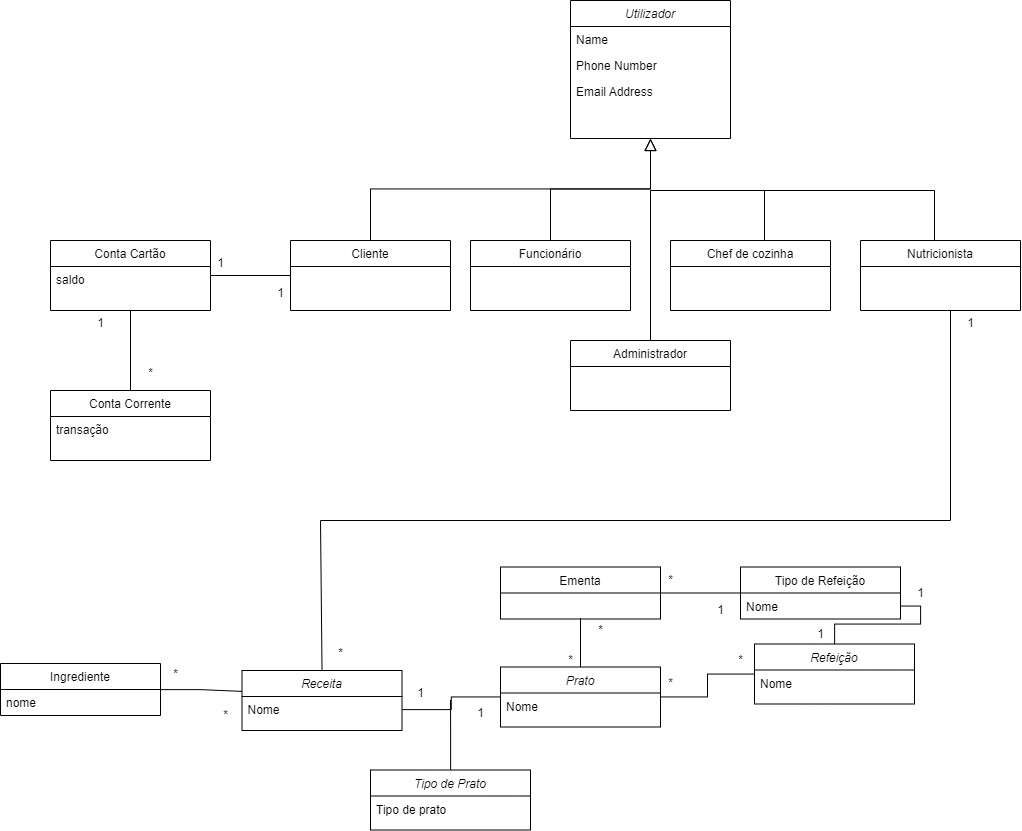 Utilizador
Name
Phone Number
Email Address
Conta Cartão
saldo
1
1
Cliente
Funcionário
Chef de cozinha
Nutricionista
1
1
*
Administrador
Conta Corrente
transação
Ementa
*
1
Tipo de Refeição
Nome
1
*
*
1
*
Refeição
Nome
*
Ingrediente
nome
*
*
Receita
Nome
1
1
Prato
Nome
*
Tipo de Prato
Tipo de prato